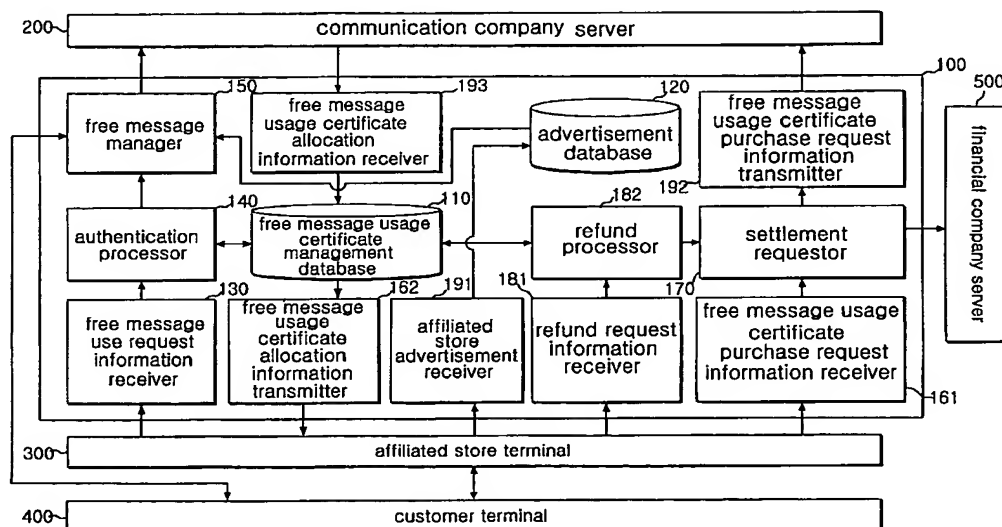 200
communication company server
100
500
150
free message
manager
193
free message
usage certificate
allocation
information receiver
120
advertisement
database
free message
usage certificate
purchase request
information
transmitter
192
financial company server
140
authentication
processor
110
free message usage
certificate
management
database
182
refund
processor
settlement
requestor
170
130
free message
use request
information
receiver
162
free message
usage
certificate
allocation
information
transmitter
191
affiliated
store
advertisement
receiver
181
refund request
information
receiver
free message usage
certificate
purchase request
information receiver
161
300
affiliated store terminal
400
customer terminal